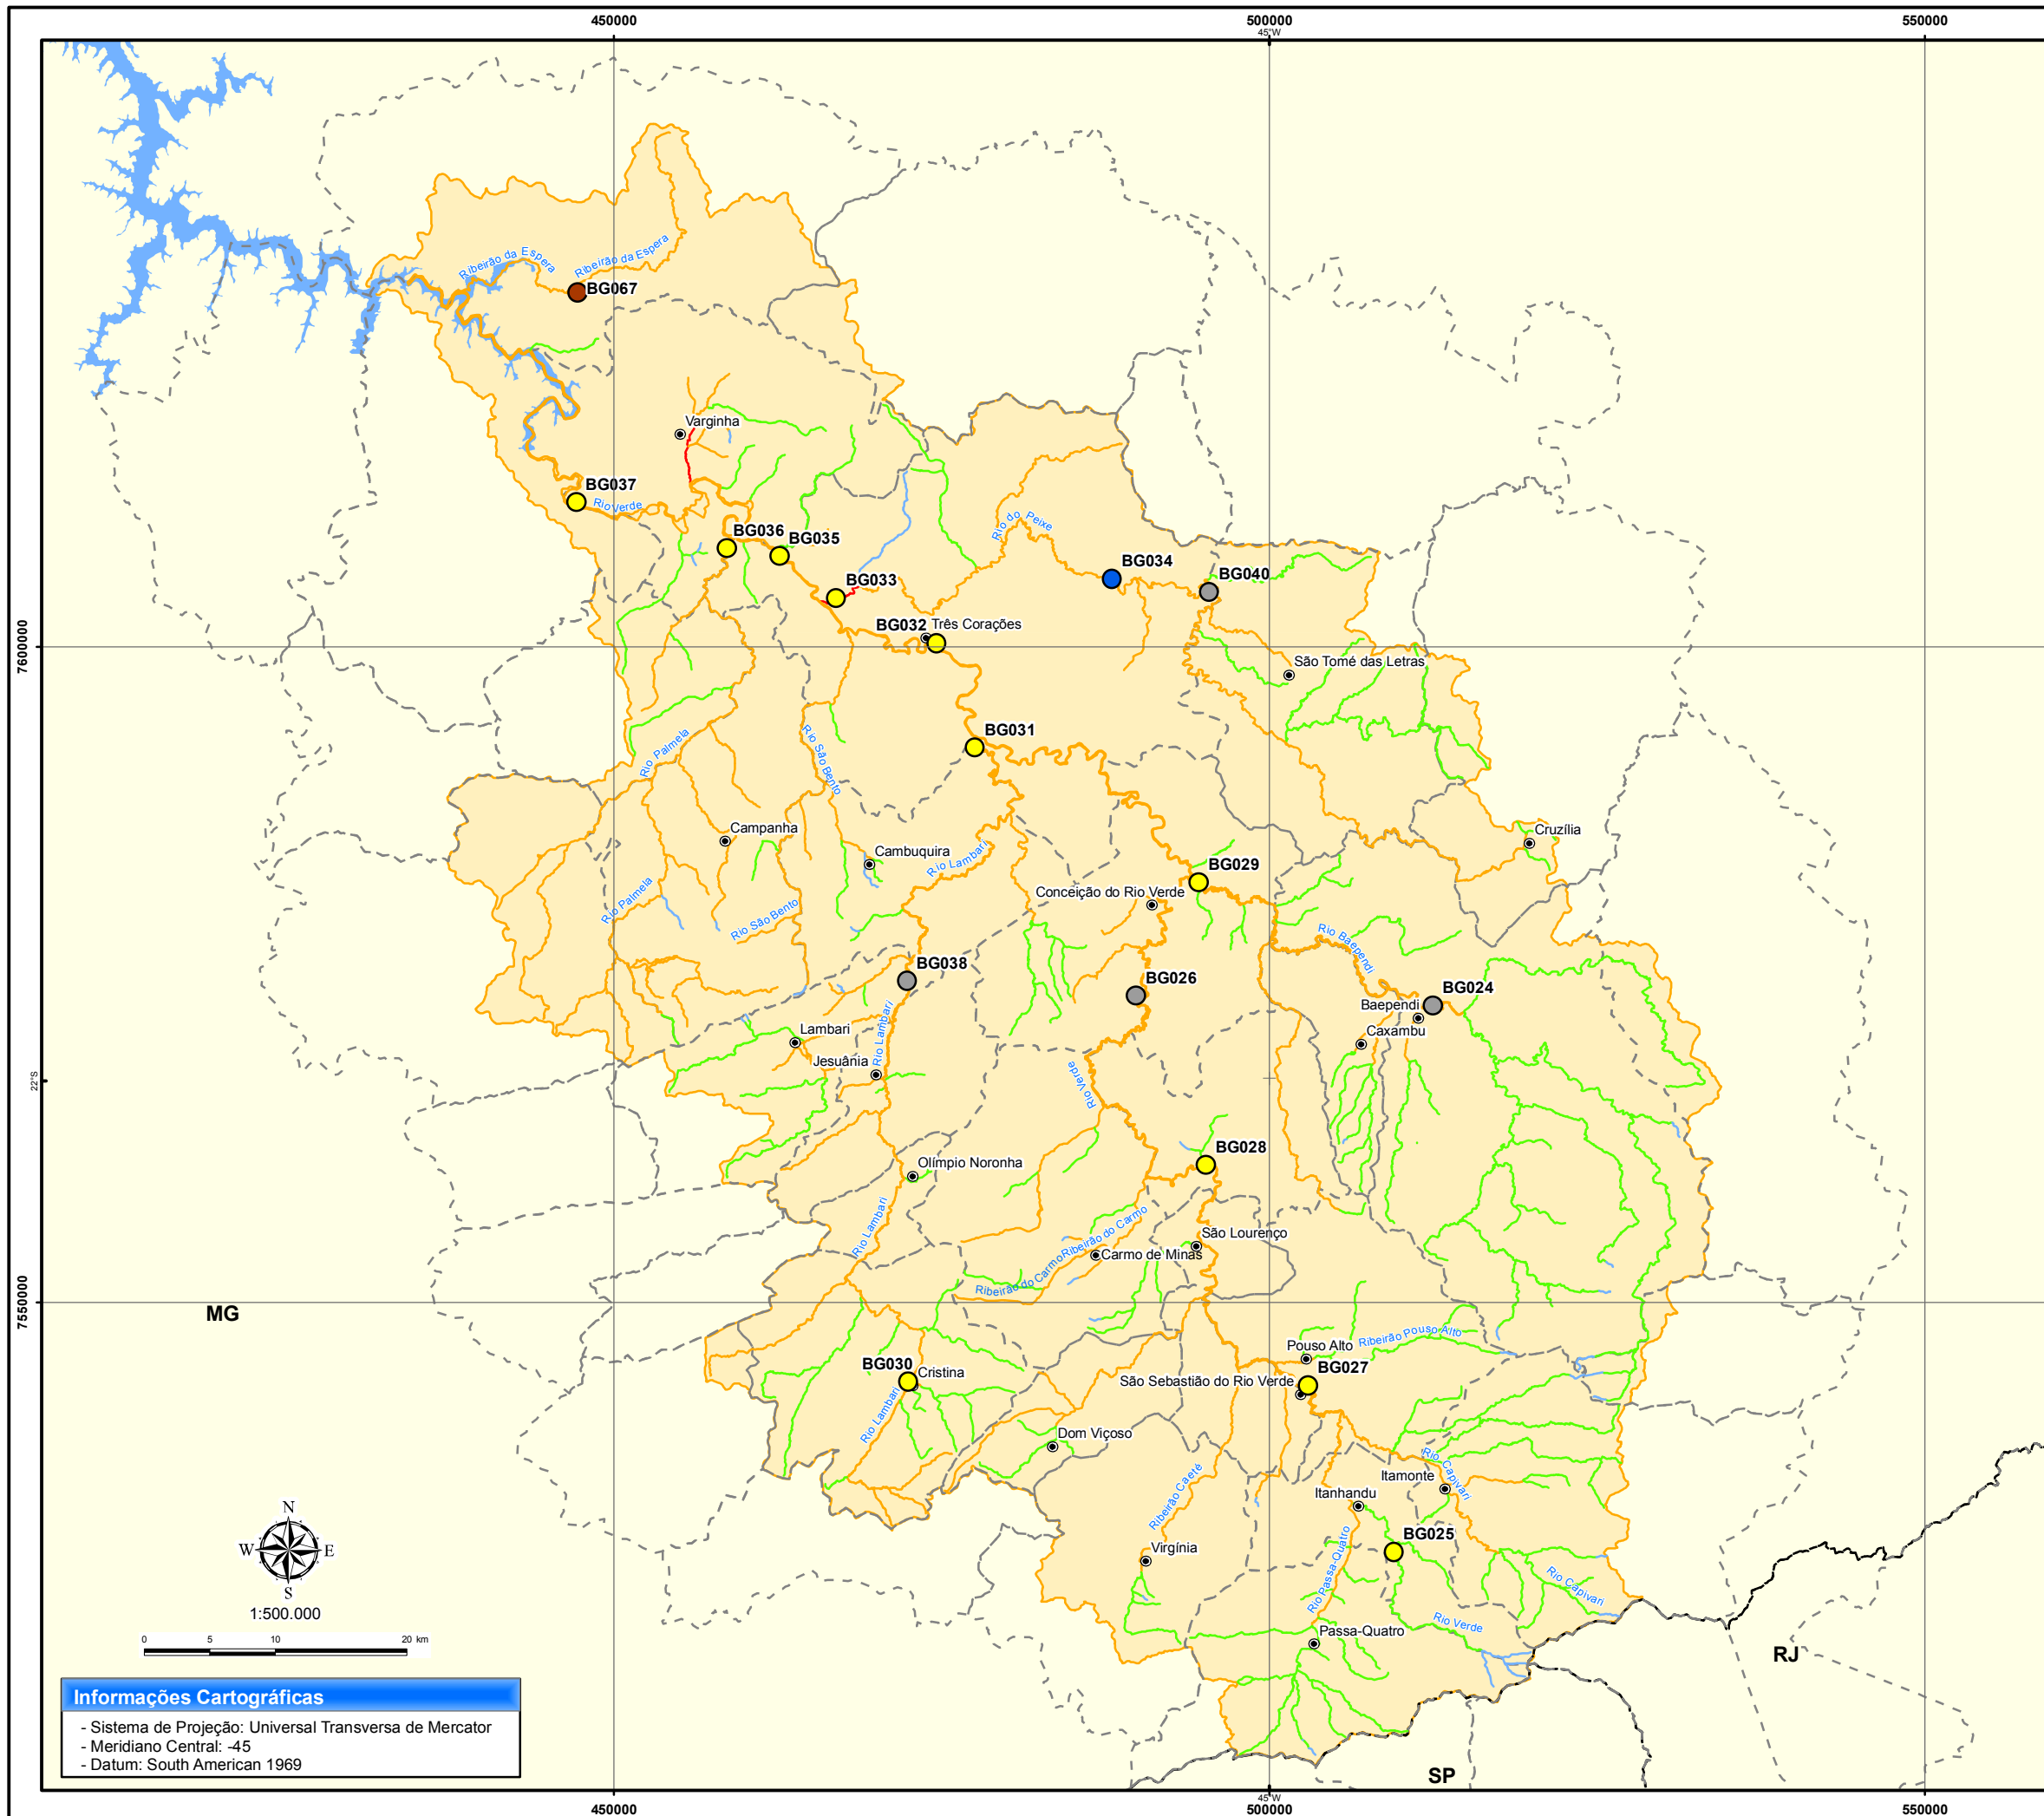 450000
500000
45°W
550000
Ribeirão da Espera
Ribeirão da Espera
BG067
Varginha
BG037
Rio Verde
BG036
BG035
Rio do Peixe
BG034
BG040
BG033
BG032
Três Corações
7600000
São Tomé das Letras
BG031
Rio Palmela
Rio São Bento
Campanha
Cruzília
Cambuquira
Rio Lambari
BG029
Conceição do Rio Verde
Rio Palmela
Rio São Bento
Rio Baependi
BG038
BG026
BG024
Baependi
Lambari
Rio Lambari
Caxambu
Jesuânia
22°S
Rio Verde
BG028
Olímpio Noronha
Rio Lambari
Ribeirão do Carmo
São Lourenço
Carmo de Minas
Ribeirão do Carmo
7550000
MG
Ribeirão Pouso Alto
Pouso Alto
BG030
Cristina
BG027
São Sebastião do Rio Verde
Rio Lambari
Dom Viçoso
Rio Capivari
Itamonte
Ribeirão Caeté
Itanhandu
BG025
Virgínia
Rio Passa-Quatro
Rio Capivari
Rio Verde
Passa-Quatro
RJ
SP
N
W
E
S
1:500.000
0 5 10 20 km
Informações Cartográficas
- Sistema de Projeção: Universal Transversa de Mercator
- Meridiano Central: -45
- Datum: South American 1969
45°W
450000
500000
550000